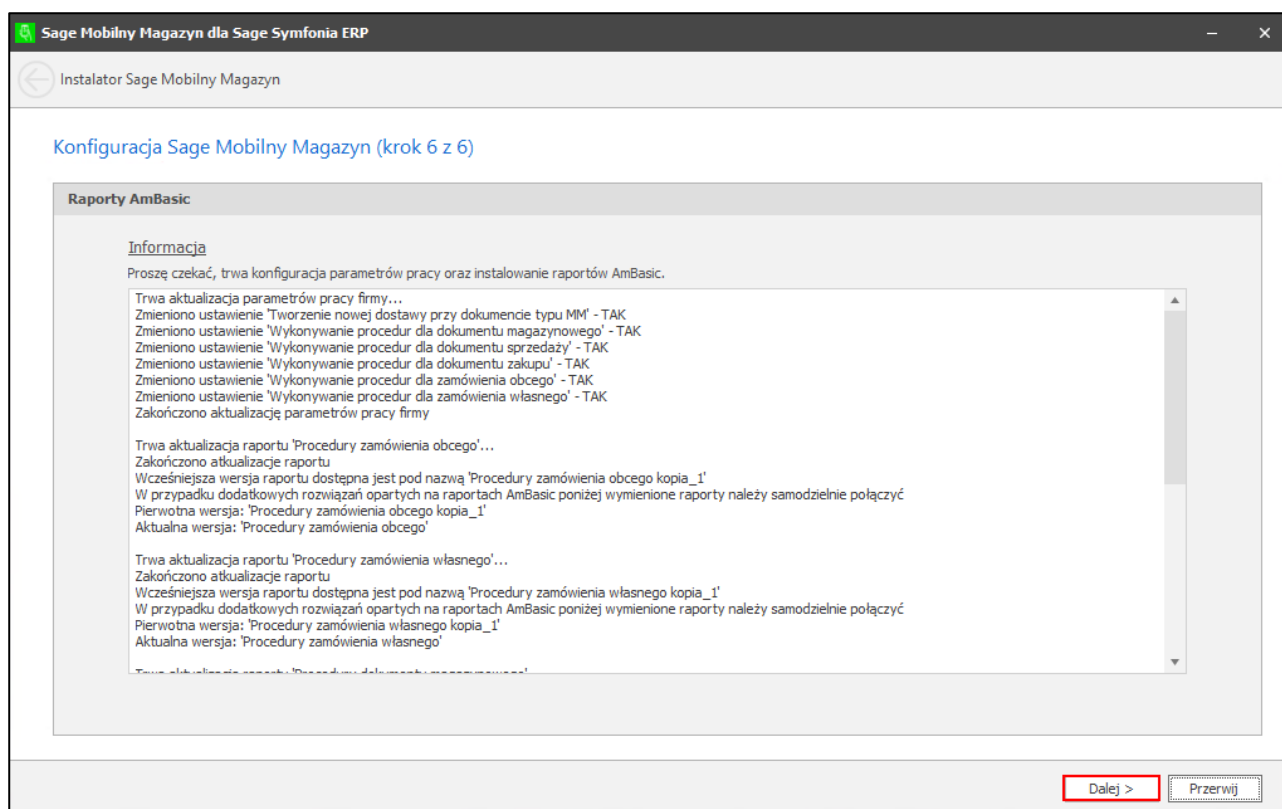 Sage Mobilny Magazyn dla Sage Symfonia ERP
Instalator Sage Mobilny Magazyn
Konfiguracja Sage Mobilny Magazyn (krok 6 z 6)
Raporty AmBasic
Informacja
Proszę czekać, trwa konfiguracja parametrów pracy oraz instalowanie raportów AmBasic.
Trwa aktualizacja parametrów pracy firmy...
Zmieniono ustawienie 'Tworzenie nowej dostawy przy dokumencie typu MM' - TAK
Zmieniono ustawienie 'Wykonywanie procedur dla dokumentu magazynowego' - TAK
Zmieniono ustawienie 'Wykonywanie procedur dla dokumentu sprzedaży' - TAK
Zmieniono ustawienie 'Wykonywanie procedur dla dokumentu zakupu' - TAK
Zmieniono ustawienie 'Wykonywanie procedur dla zamówienia obcego' - TAK
Zmieniono ustawienie 'Wykonywanie procedur dla zamówienia własnego' - TAK
Zakończono aktualizację parametrów pracy firmy
Trwa aktualizacja raportu 'Procedury zamówienia obcego'...
Zakończono atkualizacje raportu
Wcześniejsza wersja raportu dostępna jest pod nazwą 'Procedury zamówienia obcego kopia_1'
W przypadku dodatkowych rozwiązań opartych na raportach AmBasic poniżej wymienione raporty należy samodzielnie połączyć
Pierwotna wersja: 'Procedury zamówienia obcego kopia_1'
Aktualna wersja: 'Procedury zamówienia obcego'
Trwa aktualizacja raportu 'Procedury zamówienia własnego'...
Zakończono atkualizacje raportu
Wcześniejsza wersja raportu dostępna jest pod nazwą 'Procedury zamówienia własnego kopia_1'
W przypadku dodatkowych rozwiązań opartych na raportach AmBasic poniżej wymienione raporty należy samodzielnie połączyć
Pierwotna wersja: 'Procedury zamówienia własnego kopia_1'
Aktualna wersja: 'Procedury zamówienia własnego'
Trwa aktualizacja raportu 'Procedury dokumentu magazynowego'
Dalej >
Przerwij